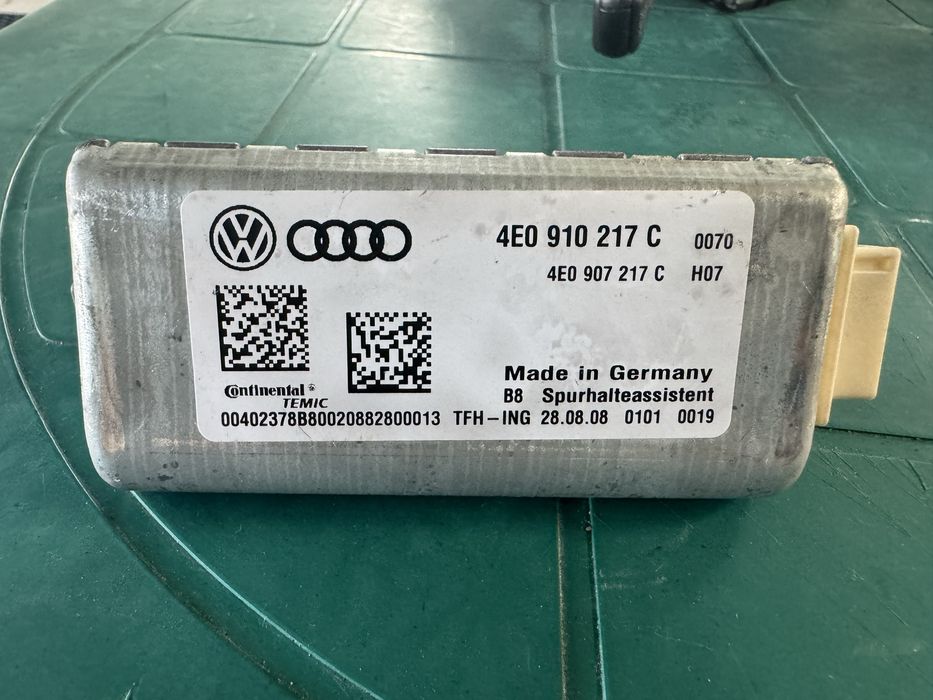 4E0 910 217 C 0070
4E0 907 217 C H07
Made in Germany
Continental
TEMIC
B8 Spurhalteassistent
00402378B80020882800013 TFH-ING 28.08.08 0101 0019